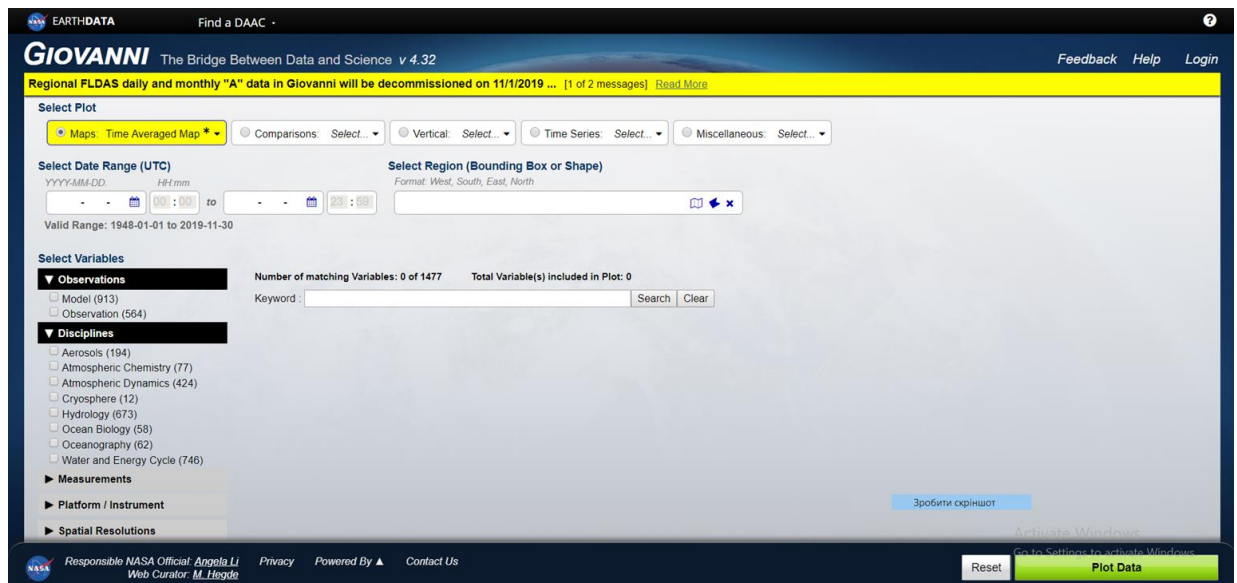 EARTHDATA Find a DAAC
GIOVANNI The Bridge Between Data and Science v 4.32 Feedback Help Login
Regional FLDAS daily and monthly "A" data in Giovanni will be decommissioned on 11/1/2019 ... [1 of 2 messages] Read More
Select Plot
Maps: Time Averaged Map * Comparisons: Select... Vertical: Select... Time Series: Select... Miscellaneous: Select...
Select Date Range (UTC) Select Region (Bounding Box or Shape)
YYYY-MM-DD. HH:mm Format: West, South, East, North
- - 00 : 00 to - - 23 : 59
Valid Range: 1948-01-01 to 2019-11-30
Select Variables
▼ Observations Number of matching Variables: 0 of 1477 Total Variable(s) included in Plot: 0
Model (913) Keyword : Search Clear
Observation (564)
▼ Disciplines
Aerosols (194)
Atmospheric Chemistry (77)
Atmospheric Dynamics (424)
Cryosphere (12)
Hydrology (673)
Ocean Biology (58)
Oceanography (62)
Water and Energy Cycle (746)
▶ Measurements
▶ Platform / Instrument Зробити скріншот
▶ Spatial Resolutions
Activate Windows
Go to Settings to activate Windows.
NASA Responsible NASA Official: Angela Li Privacy Powered By ▲ Contact Us Reset Plot Data
Web Curator: M. Hegde